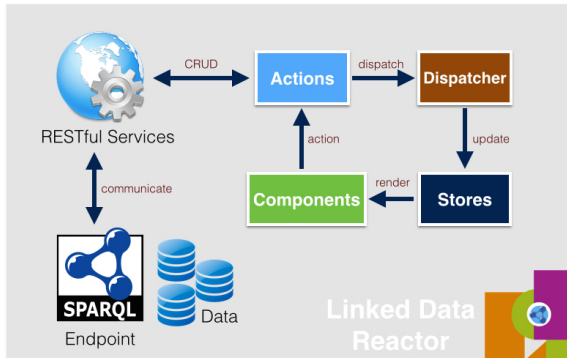 CRUD
Actions
dispatch
Dispatcher
RESTful Services
action
update
communicate
Components
render
Stores
SPARQL
Endpoint
Data
Linked Data
Reactor